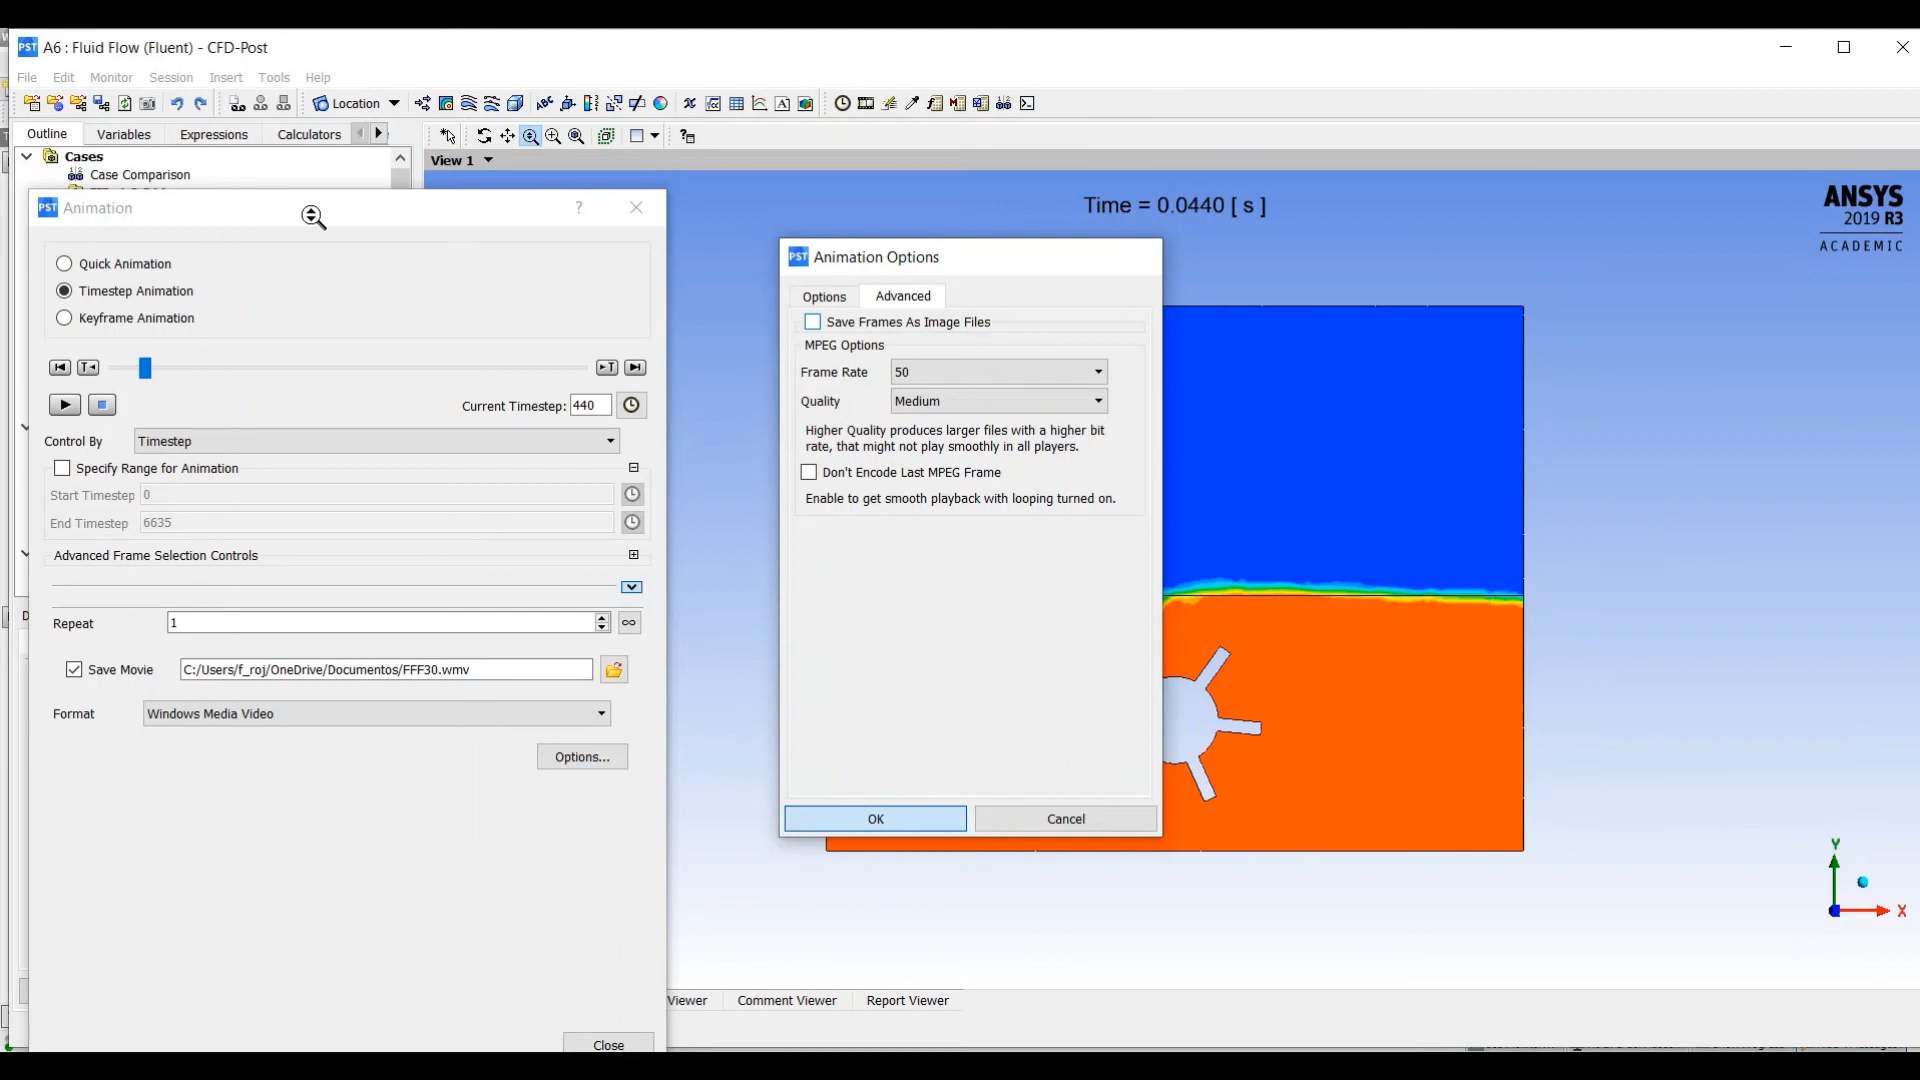 PST A6 : Fluid Flow (Fluent) - CFD-Post
File Edit Monitor Session Insert Tools Help
Location
Outline Variables Expressions Calculators
Cases
Case Comparison
View 1
Time = 0.0440 [ s ]
ANSYS
2019 R3
ACADEMIC
PST Animation ?
Quick Animation
Timestep Animation
Keyframe Animation
Current Timestep: 440
Control By Timestep
Specify Range for Animation
Start Timestep 0
End Timestep 6635
Advanced Frame Selection Controls
Repeat 1
Save Movie C:/Users/f_roj/OneDrive/Documentos/FFF30.wmv
Format Windows Media Video
Options...
Close
PST Animation Options
Options Advanced
Save Frames As Image Files
MPEG Options
Frame Rate 50
Quality Medium
Higher Quality produces larger files with a higher bit
rate, that might not play smoothly in all players.
Don't Encode Last MPEG Frame
Enable to get smooth playback with looping turned on.
OK Cancel
Y
X
Viewer Comment Viewer Report Viewer